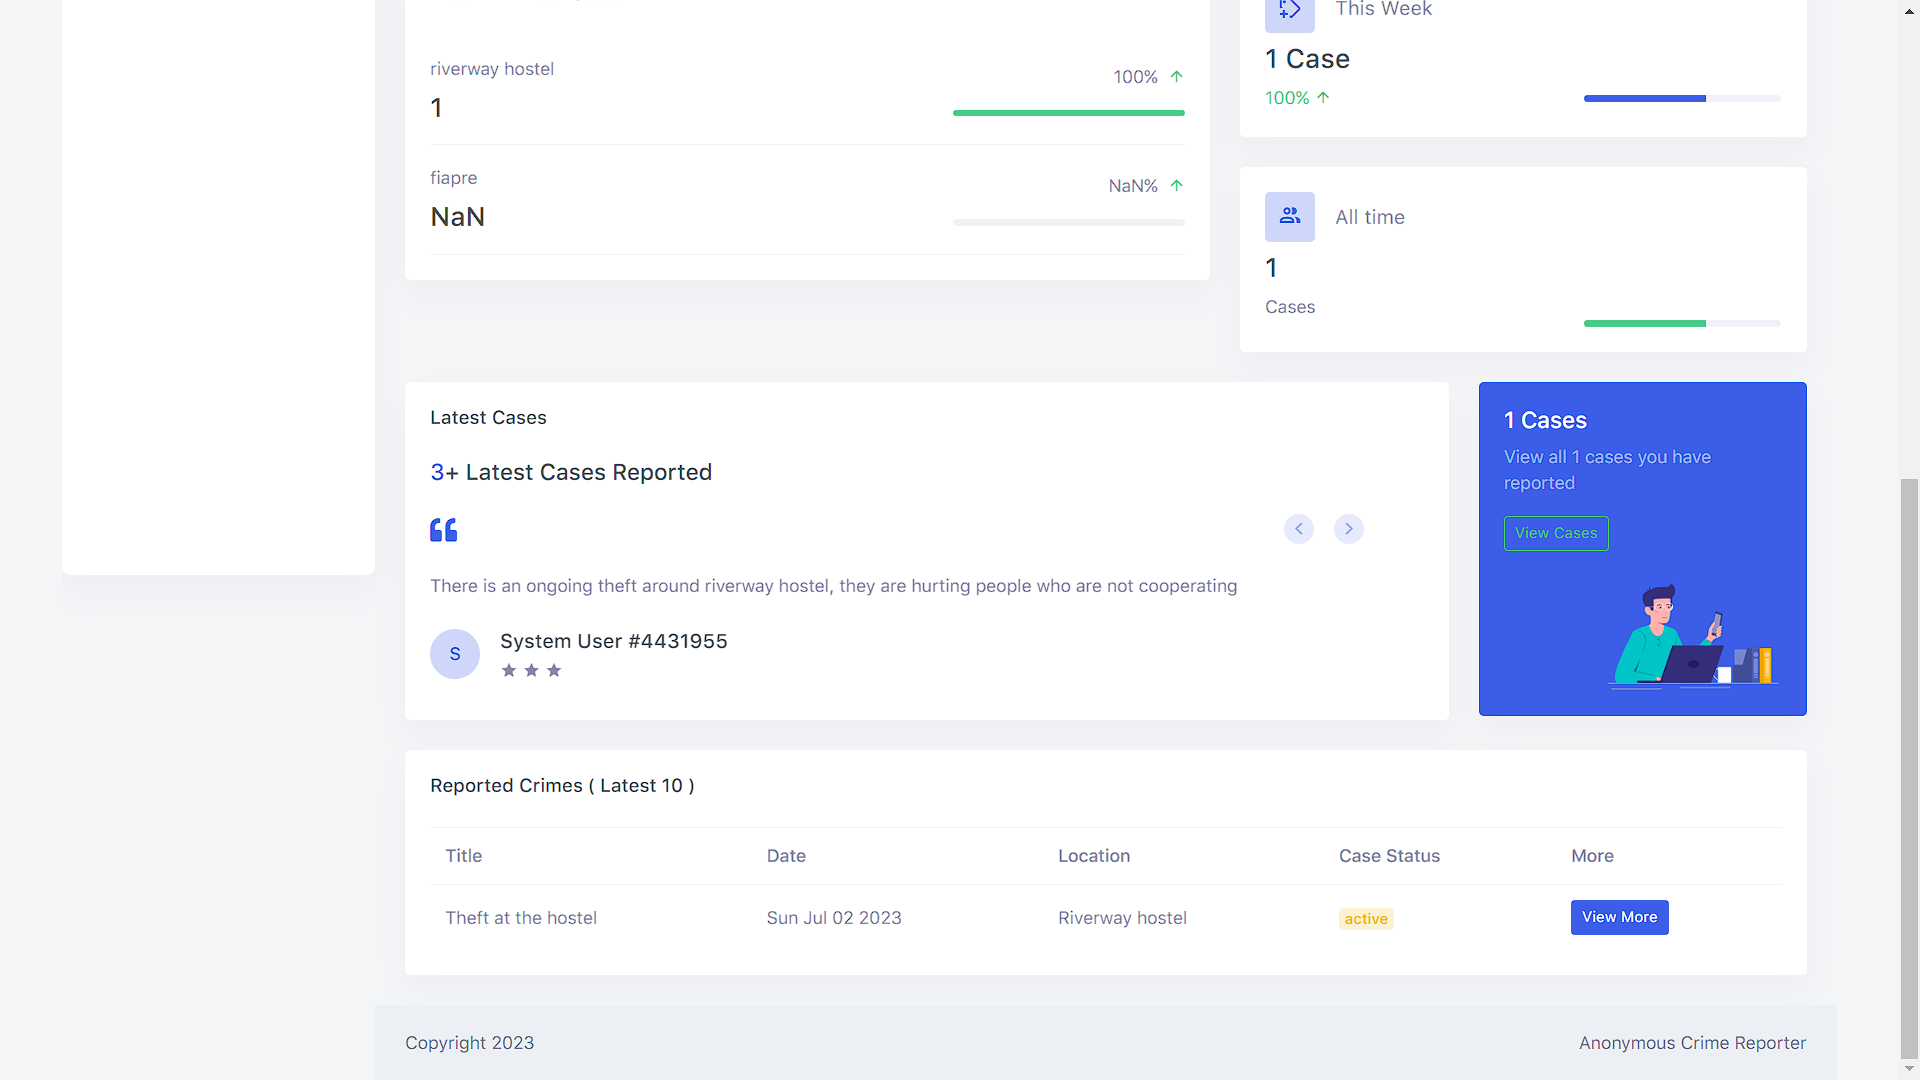 riverway hostel
100%
1
fiapre
NaN%
NaN
This Week
1 Case
100%
All time
1
Cases
Latest Cases
3+ Latest Cases Reported
There is an ongoing theft around riverway hostel, they are hurting people who are not cooperating
S
System User #4431955
1 Cases
View all 1 cases you have
reported
View Cases
Reported Crimes ( Latest 10 )
Title Date Location Case Status More
Theft at the hostel Sun Jul 02 2023 Riverway hostel active View More
Copyright 2023
Anonymous Crime Reporter